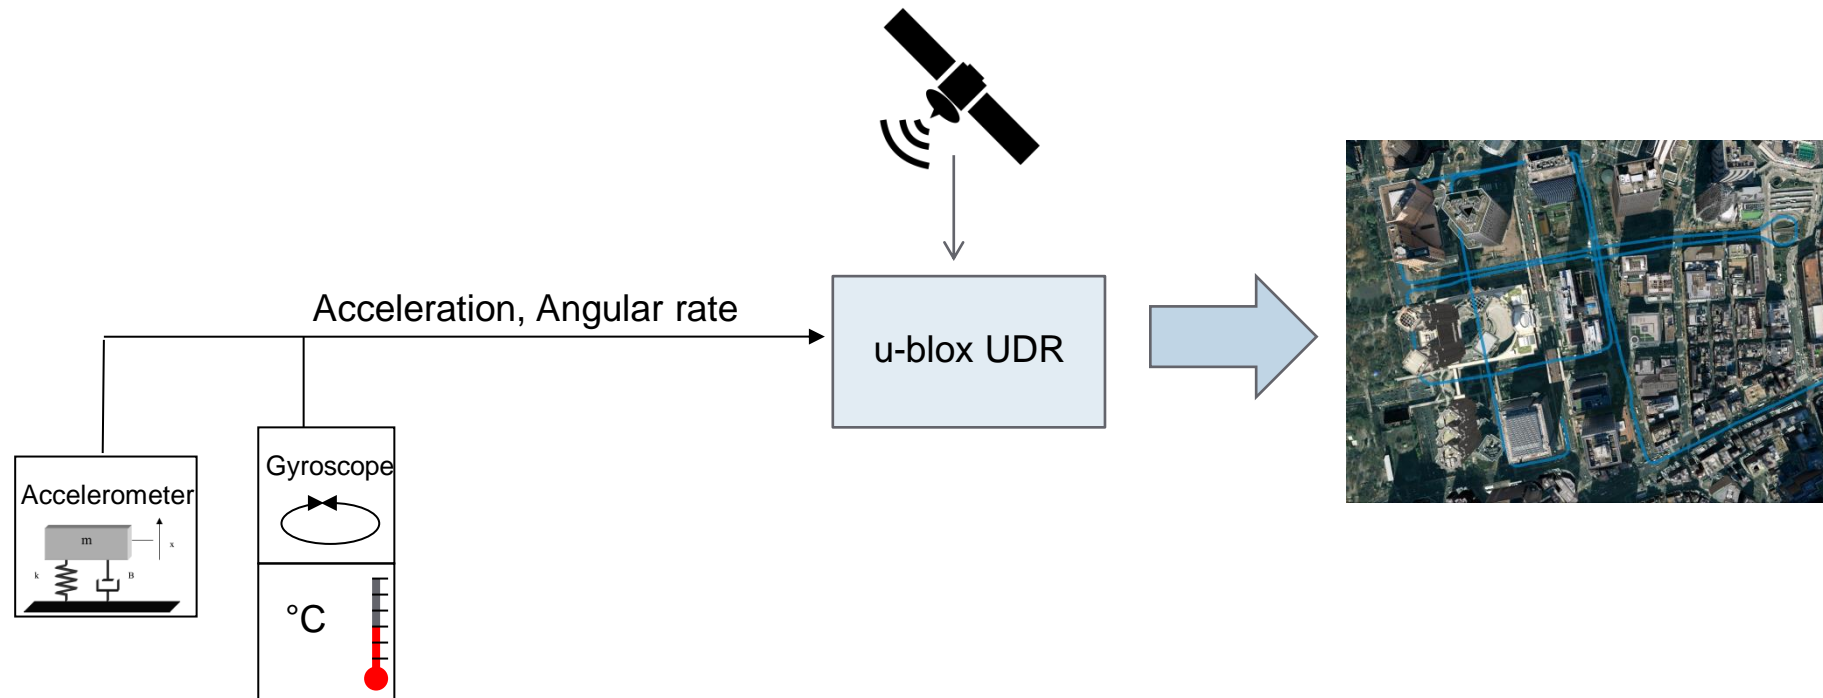 Acceleration, Angular rate
u-blox UDR
Gyroscope
Accelerometer
m
x
k
B
°C